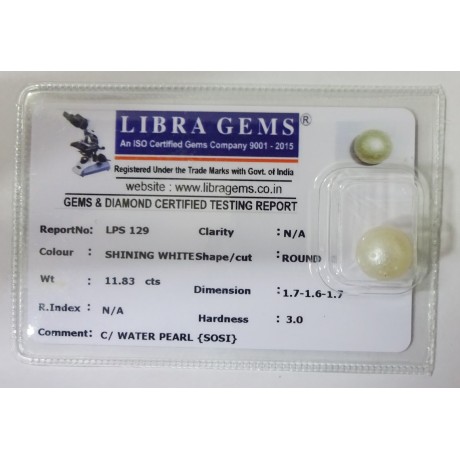 LIBRA GEMS ®
An ISO Certified Gems Company 9001 - 2015
Registered Under the Trade Marks with Govt. of India
website : www.libragems.co.in
GEMS & DIAMOND CERTIFIED TESTING REPORT
ReportNo: LPS 129 Clarity : N/A
Colour : SHINING WHITE Shape/cut : ROUND
Wt : 11.83 cts Dimension : 1.7-1.6-1.7
R.Index : N/A Hardness : 3.0
Comment: C/ WATER PEARL {SOSI}